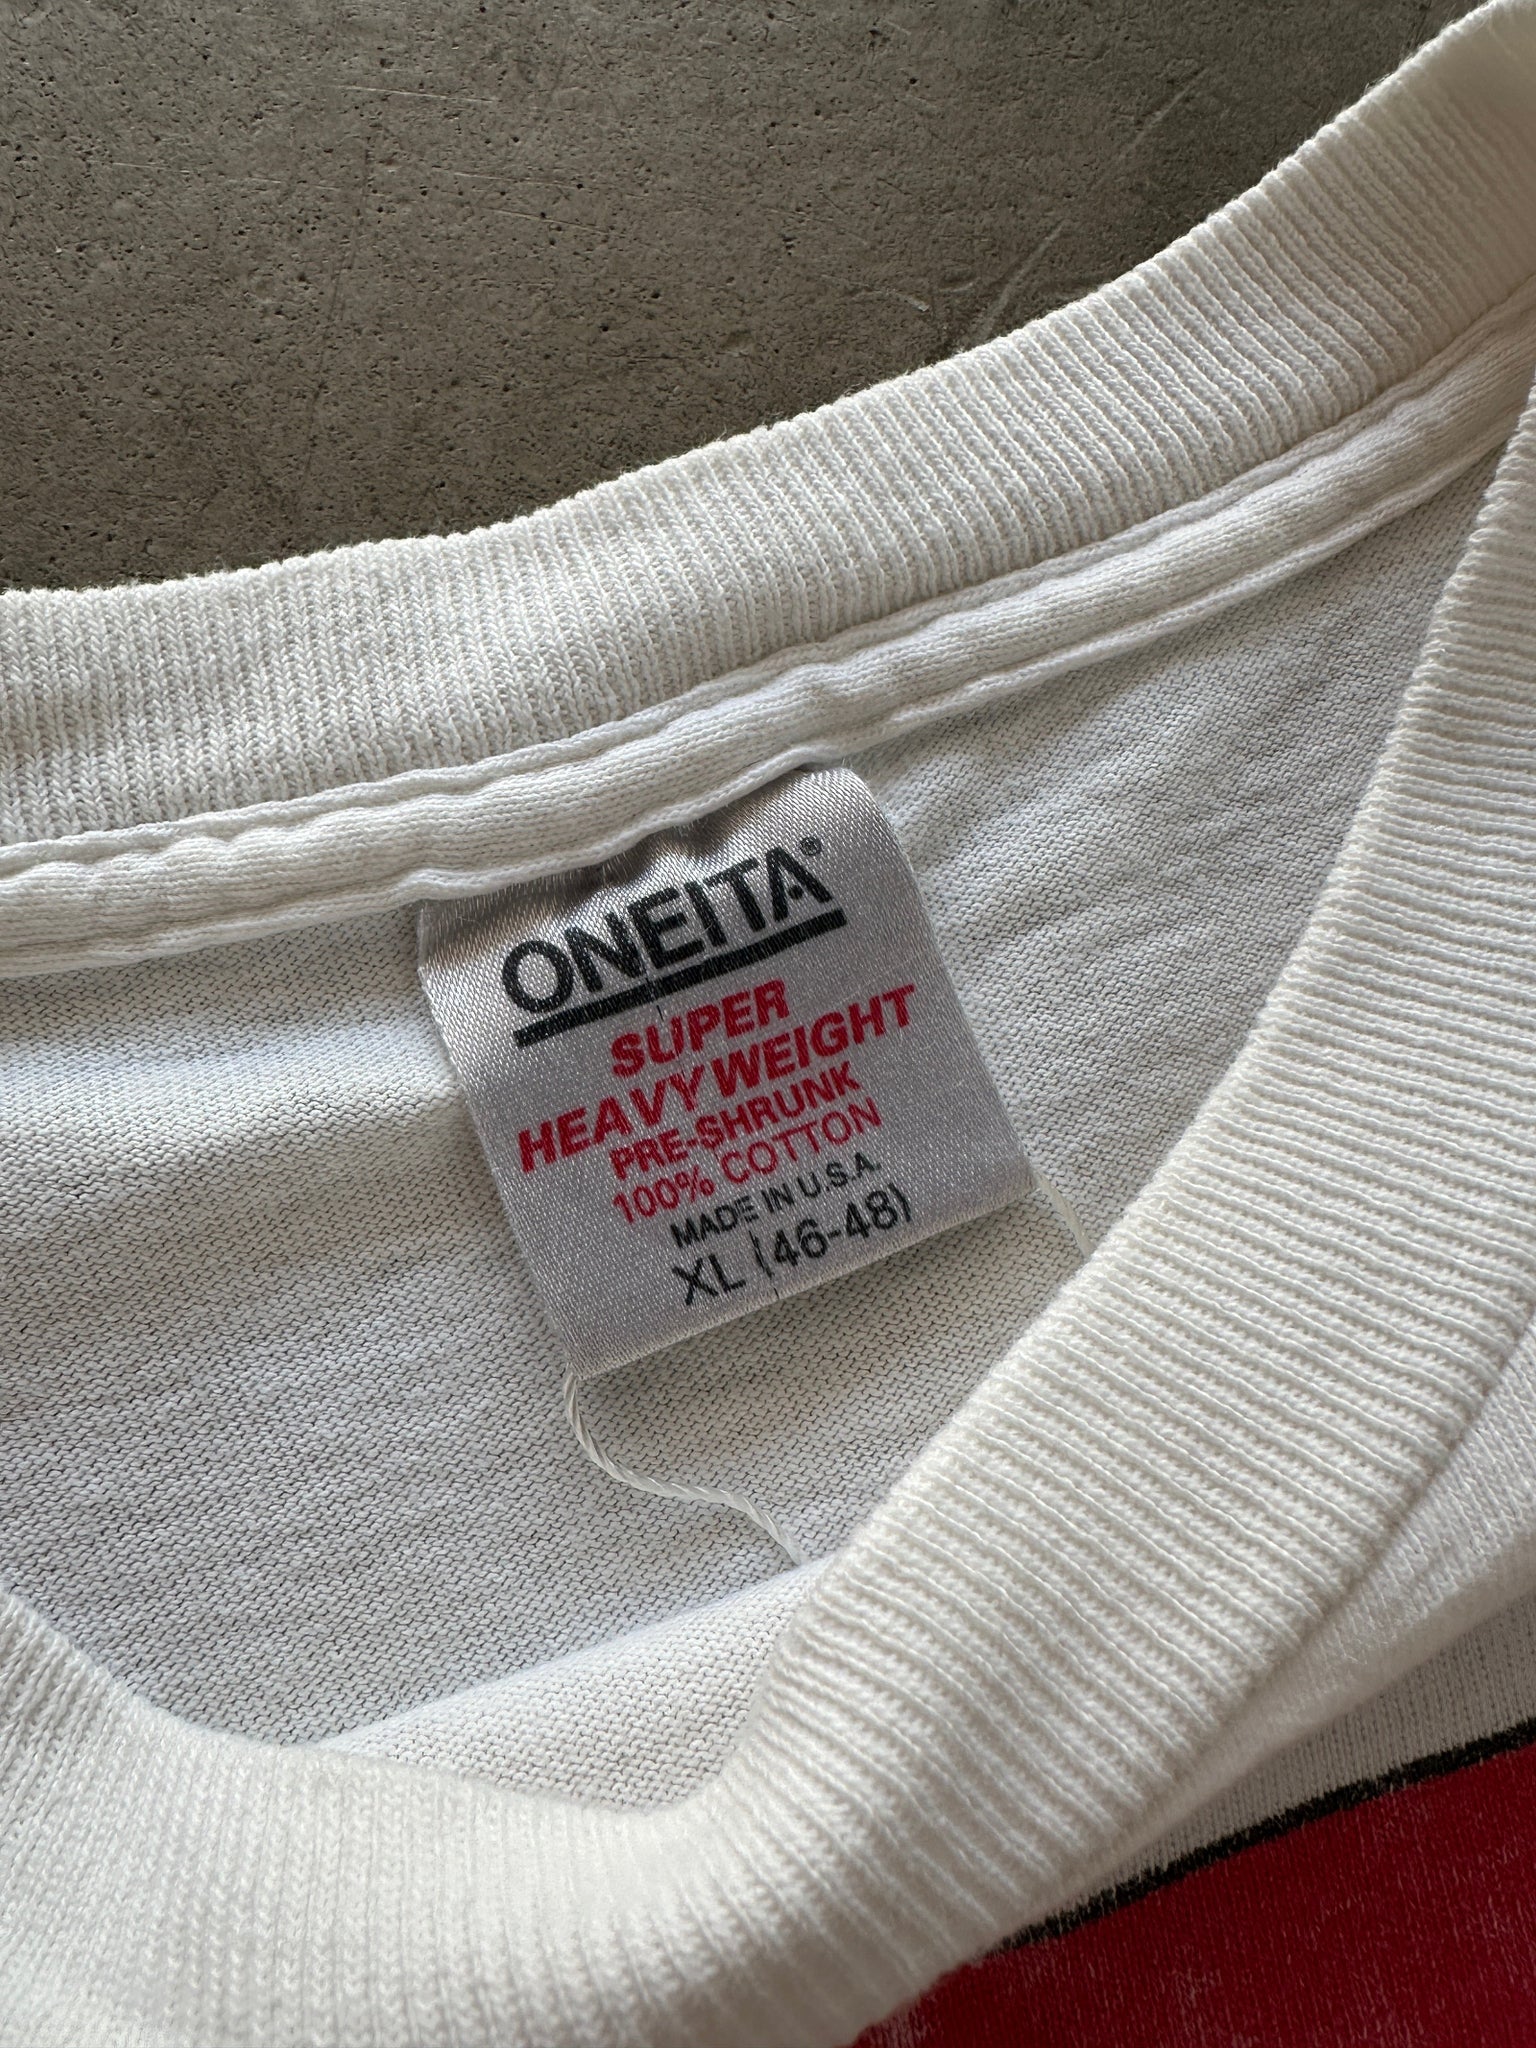 ONEITA®
SUPER
HEAVYWEIGHT
PRE-SHRUNK
100% COTTON
MADE IN U.S.A.
XL (46-48)